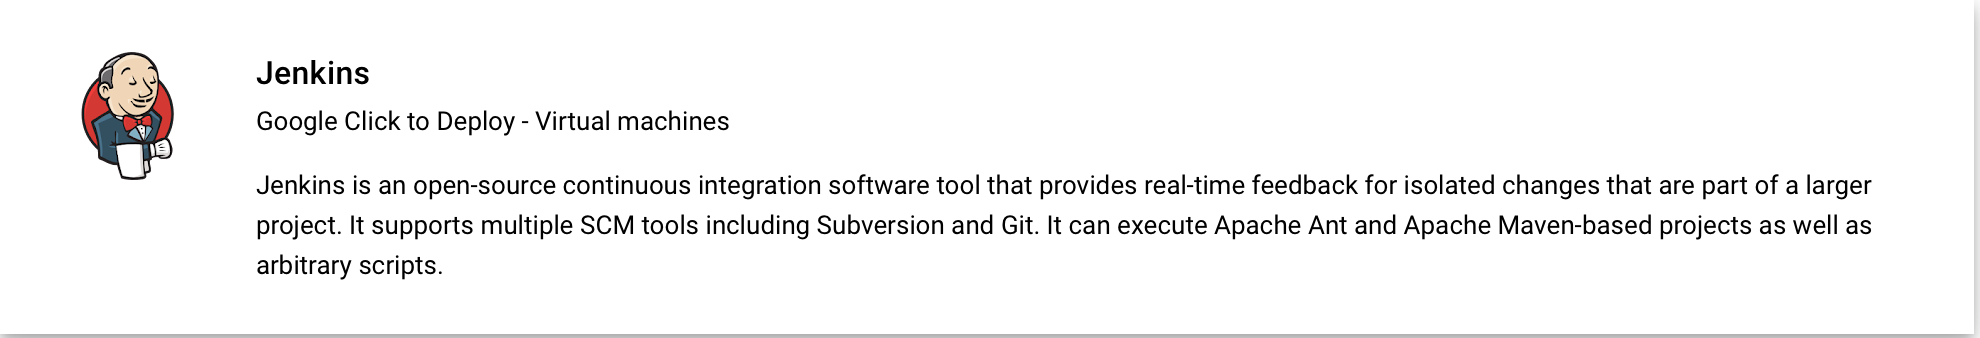 Jenkins
Google Click to Deploy - Virtual machines
Jenkins is an open-source continuous integration software tool that provides real-time feedback for isolated changes that are part of a larger
project. It supports multiple SCM tools including Subversion and Git. It can execute Apache Ant and Apache Maven-based projects as well as
arbitrary scripts.